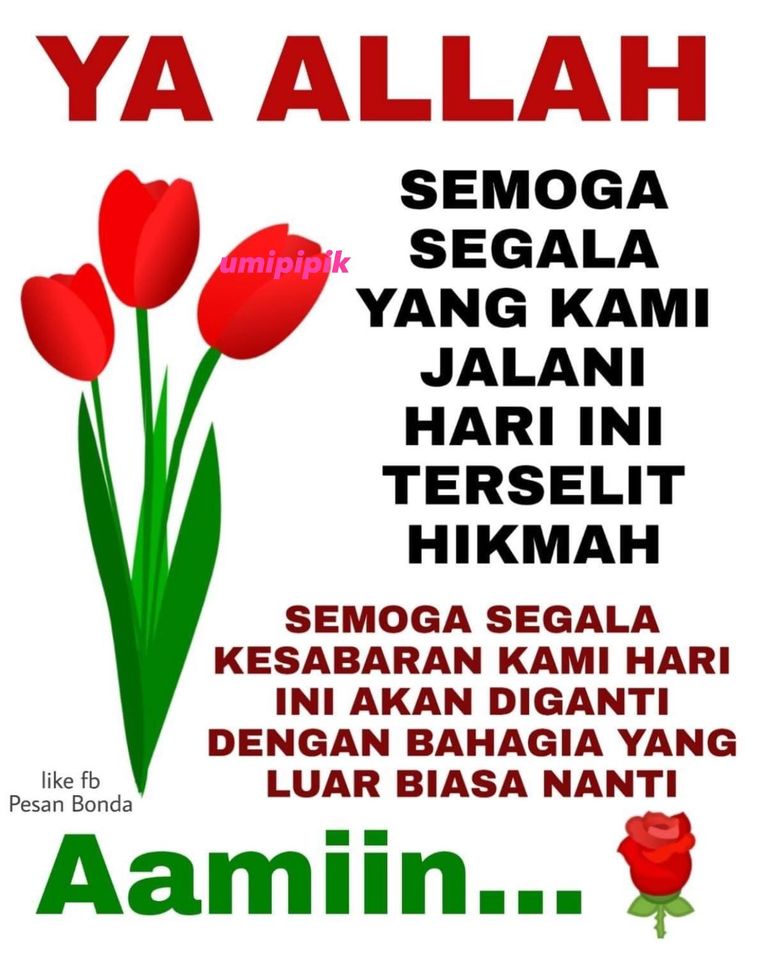 YA ALLAH
SEMOGA
SEGALA
umipipik
YANG KAMI
JALANI
HARI INI
TERSELIT
HIKMAH
SEMOGA SEGALA
KESABARAN KAMI HARI
INI AKAN DIGANTI
DENGAN BAHAGIA YANG
LUAR BIASA NANTI
like fb
Pesan Bonda
Aamiin...